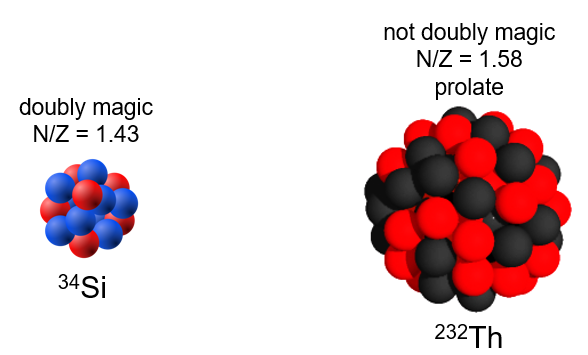 doubly magic
N/Z = 1.43
³⁴Si
not doubly magic
N/Z = 1.58
prolate
²³²Th